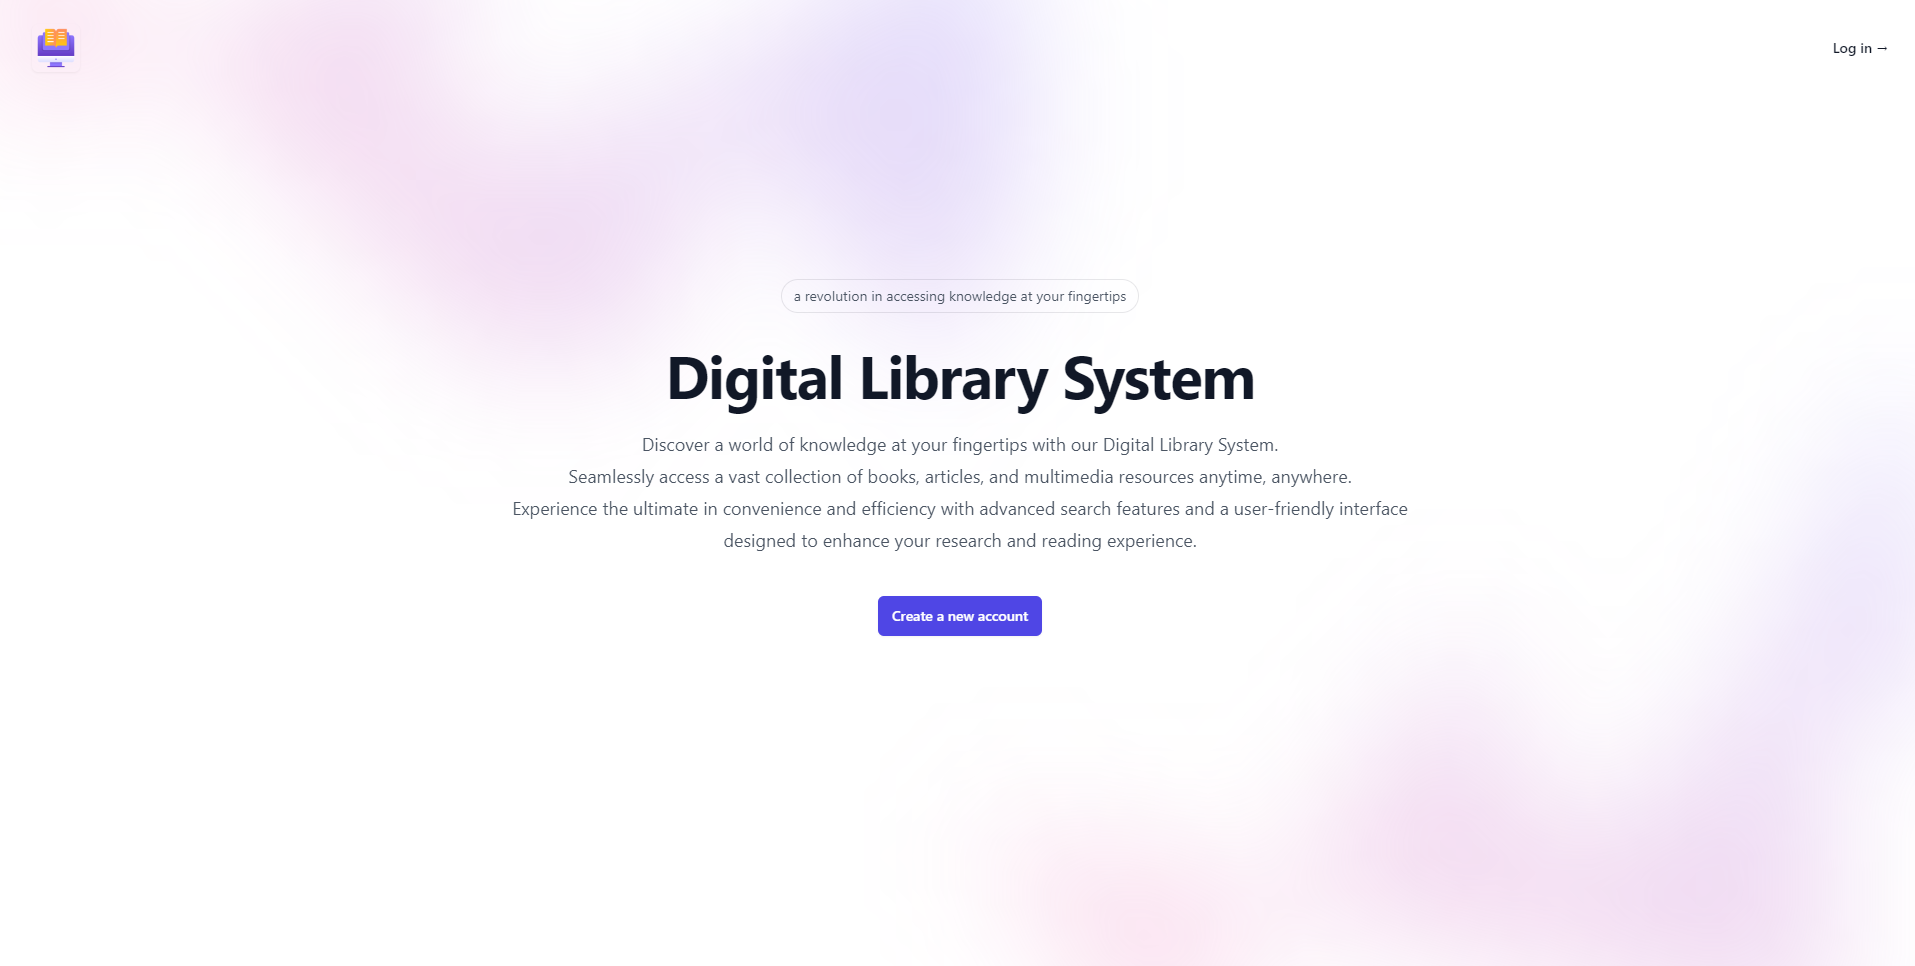 Log in →
a revolution in accessing knowledge at your fingertips
Digital Library System
Discover a world of knowledge at your fingertips with our Digital Library System.
Seamlessly access a vast collection of books, articles, and multimedia resources anytime, anywhere.
Experience the ultimate in convenience and efficiency with advanced search features and a user-friendly interface
designed to enhance your research and reading experience.
Create a new account